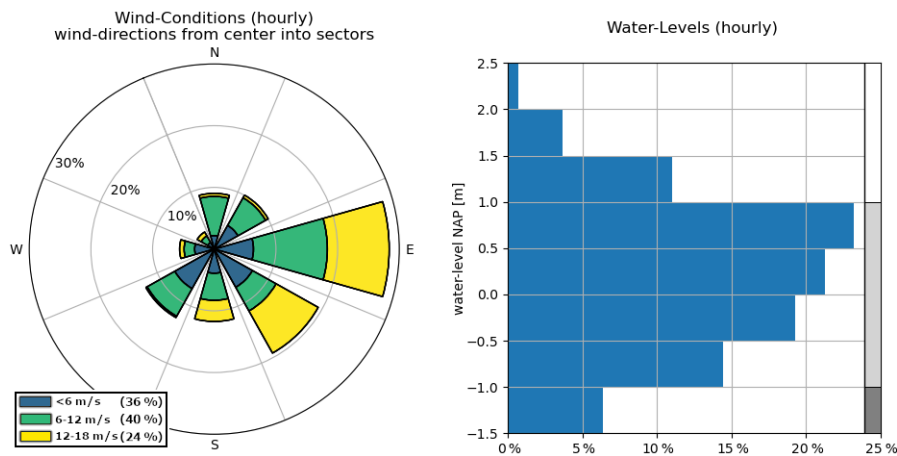 Wind-Conditions (hourly)
wind-directions from center into sectors
N
30%
20%
10%
W
E
S
<6 m/s (36 %)
6-12 m/s (40 %)
12-18 m/s (24 %)
Water-Levels (hourly)
water-level NAP [m]
2.5
2.0
1.5
1.0
0.5
0.0
−0.5
−1.0
−1.5
0 % 5 % 10 % 15 % 20 % 25 %